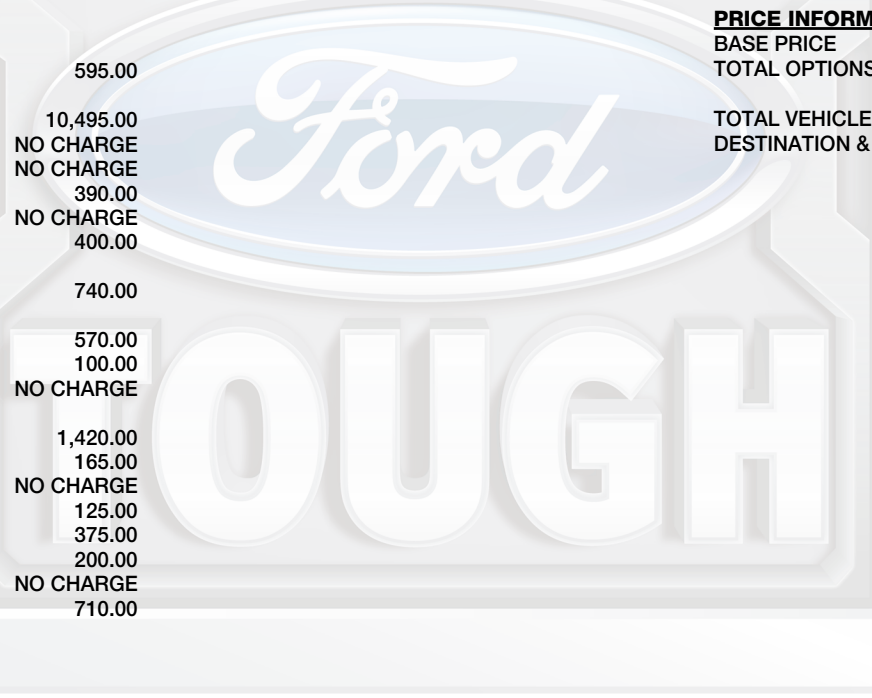 595.00
10,495.00
NO CHARGE
NO CHARGE
390.00
NO CHARGE
400.00
740.00
570.00
100.00
NO CHARGE
1,420.00
165.00
NO CHARGE
125.00
375.00
200.00
NO CHARGE
710.00
PRICE INFORM
BASE PRICE
TOTAL OPTIONS
TOTAL VEHICLE
DESTINATION &
Ford
TOUGH